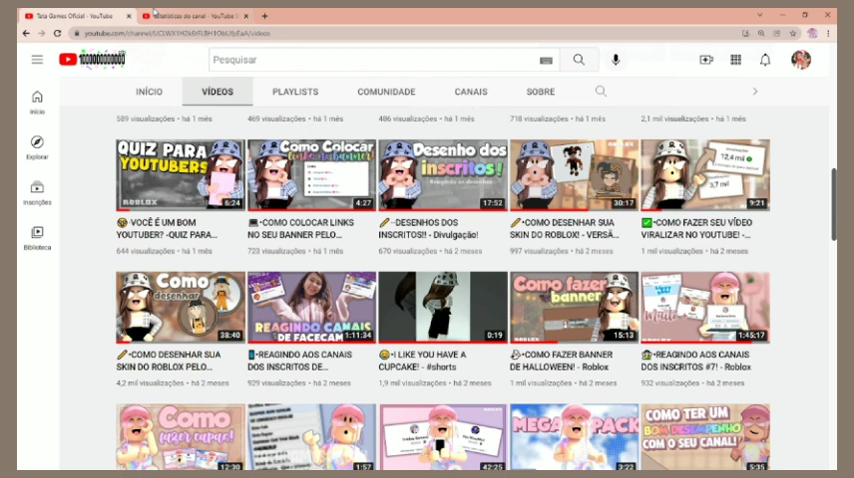 Tata Games Oficial - YouTube
Estatísticas do canal - YouTube S
youtube.com/channel/
Pesquisar
INÍCIO VÍDEOS PLAYLISTS COMUNIDADE CANAIS SOBRE
Início
Explorar
Inscrições
Biblioteca
589 visualizações • há 1 mês 469 visualizações • há 1 mês 486 visualizações • há 1 mês 718 visualizações • há 1 mês 2,1 mil visualizações • há 1 mês
QUIZ PARA
YOUTUBERS
ROBLOX
6:24
Como Colocar
links no banner!
4:27
Desenho dos
inscritos!
Reagindo os desenhos
17:52
30:17
12,4 mil
3,7 mil
9:21
•VOCÊ É UM BOM
YOUTUBER? -QUIZ PARA...
644 visualizações • há 1 mês
•COMO COLOCAR LINKS
NO SEU BANNER PELO...
723 visualizações • há 1 mês
•DESENHOS DOS
INSCRITOS!! - Divulgação!
670 visualizações • há 2 meses
•COMO DESENHAR SUA
SKIN DO ROBLOX! - VERSÃ...
997 visualizações • há 2 meses
•COMO FAZER SEU VÍDEO
VIRALIZAR NO YOUTUBE! -...
1 mil visualizações • há 2 meses
Como
desenhar
38:40
REAGINDO CANAIS
DE FACECAM
1:11:34
0:19
Como fazer
banner
15:13
1:45:17
•COMO DESENHAR SUA
SKIN DO ROBLOX PELO...
4,2 mil visualizações • há 2 meses
•REAGINDO AOS CANAIS
DOS INSCRITOS DE...
929 visualizações • há 2 meses
•I LIKE YOU HAVE A
CUPCAKE! - #shorts
1,9 mil visualizações • há 2 meses
•COMO FAZER BANNER
DE HALLOWEEN! - Roblox
1 mil visualizações • há 2 meses
•REAGINDO AOS CANAIS
DOS INSCRITOS #7! - Roblox
932 visualizações • há 2 meses
Como
fazer capas!
12:30
1:57
42:25
MEGA PACK
3:22
COMO TER UM
BOM DESEMPENHO
COM O SEU CANAL!
5:35